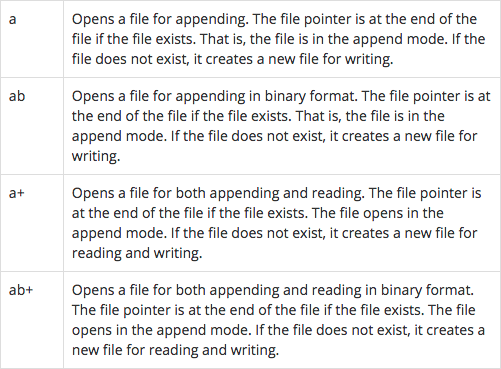 a Opens a file for appending. The file pointer is at the end of the
file if the file exists. That is, the file is in the append mode. If the
file does not exist, it creates a new file for writing.
ab Opens a file for appending in binary format. The file pointer is at
the end of the file if the file exists. That is, the file is in the
append mode. If the file does not exist, it creates a new file for
writing.
a+ Opens a file for both appending and reading. The file pointer is
at the end of the file if the file exists. The file opens in the
append mode. If the file does not exist, it creates a new file for
reading and writing.
ab+ Opens a file for both appending and reading in binary format.
The file pointer is at the end of the file if the file exists. The file
opens in the append mode. If the file does not exist, it creates a
new file for reading and writing.